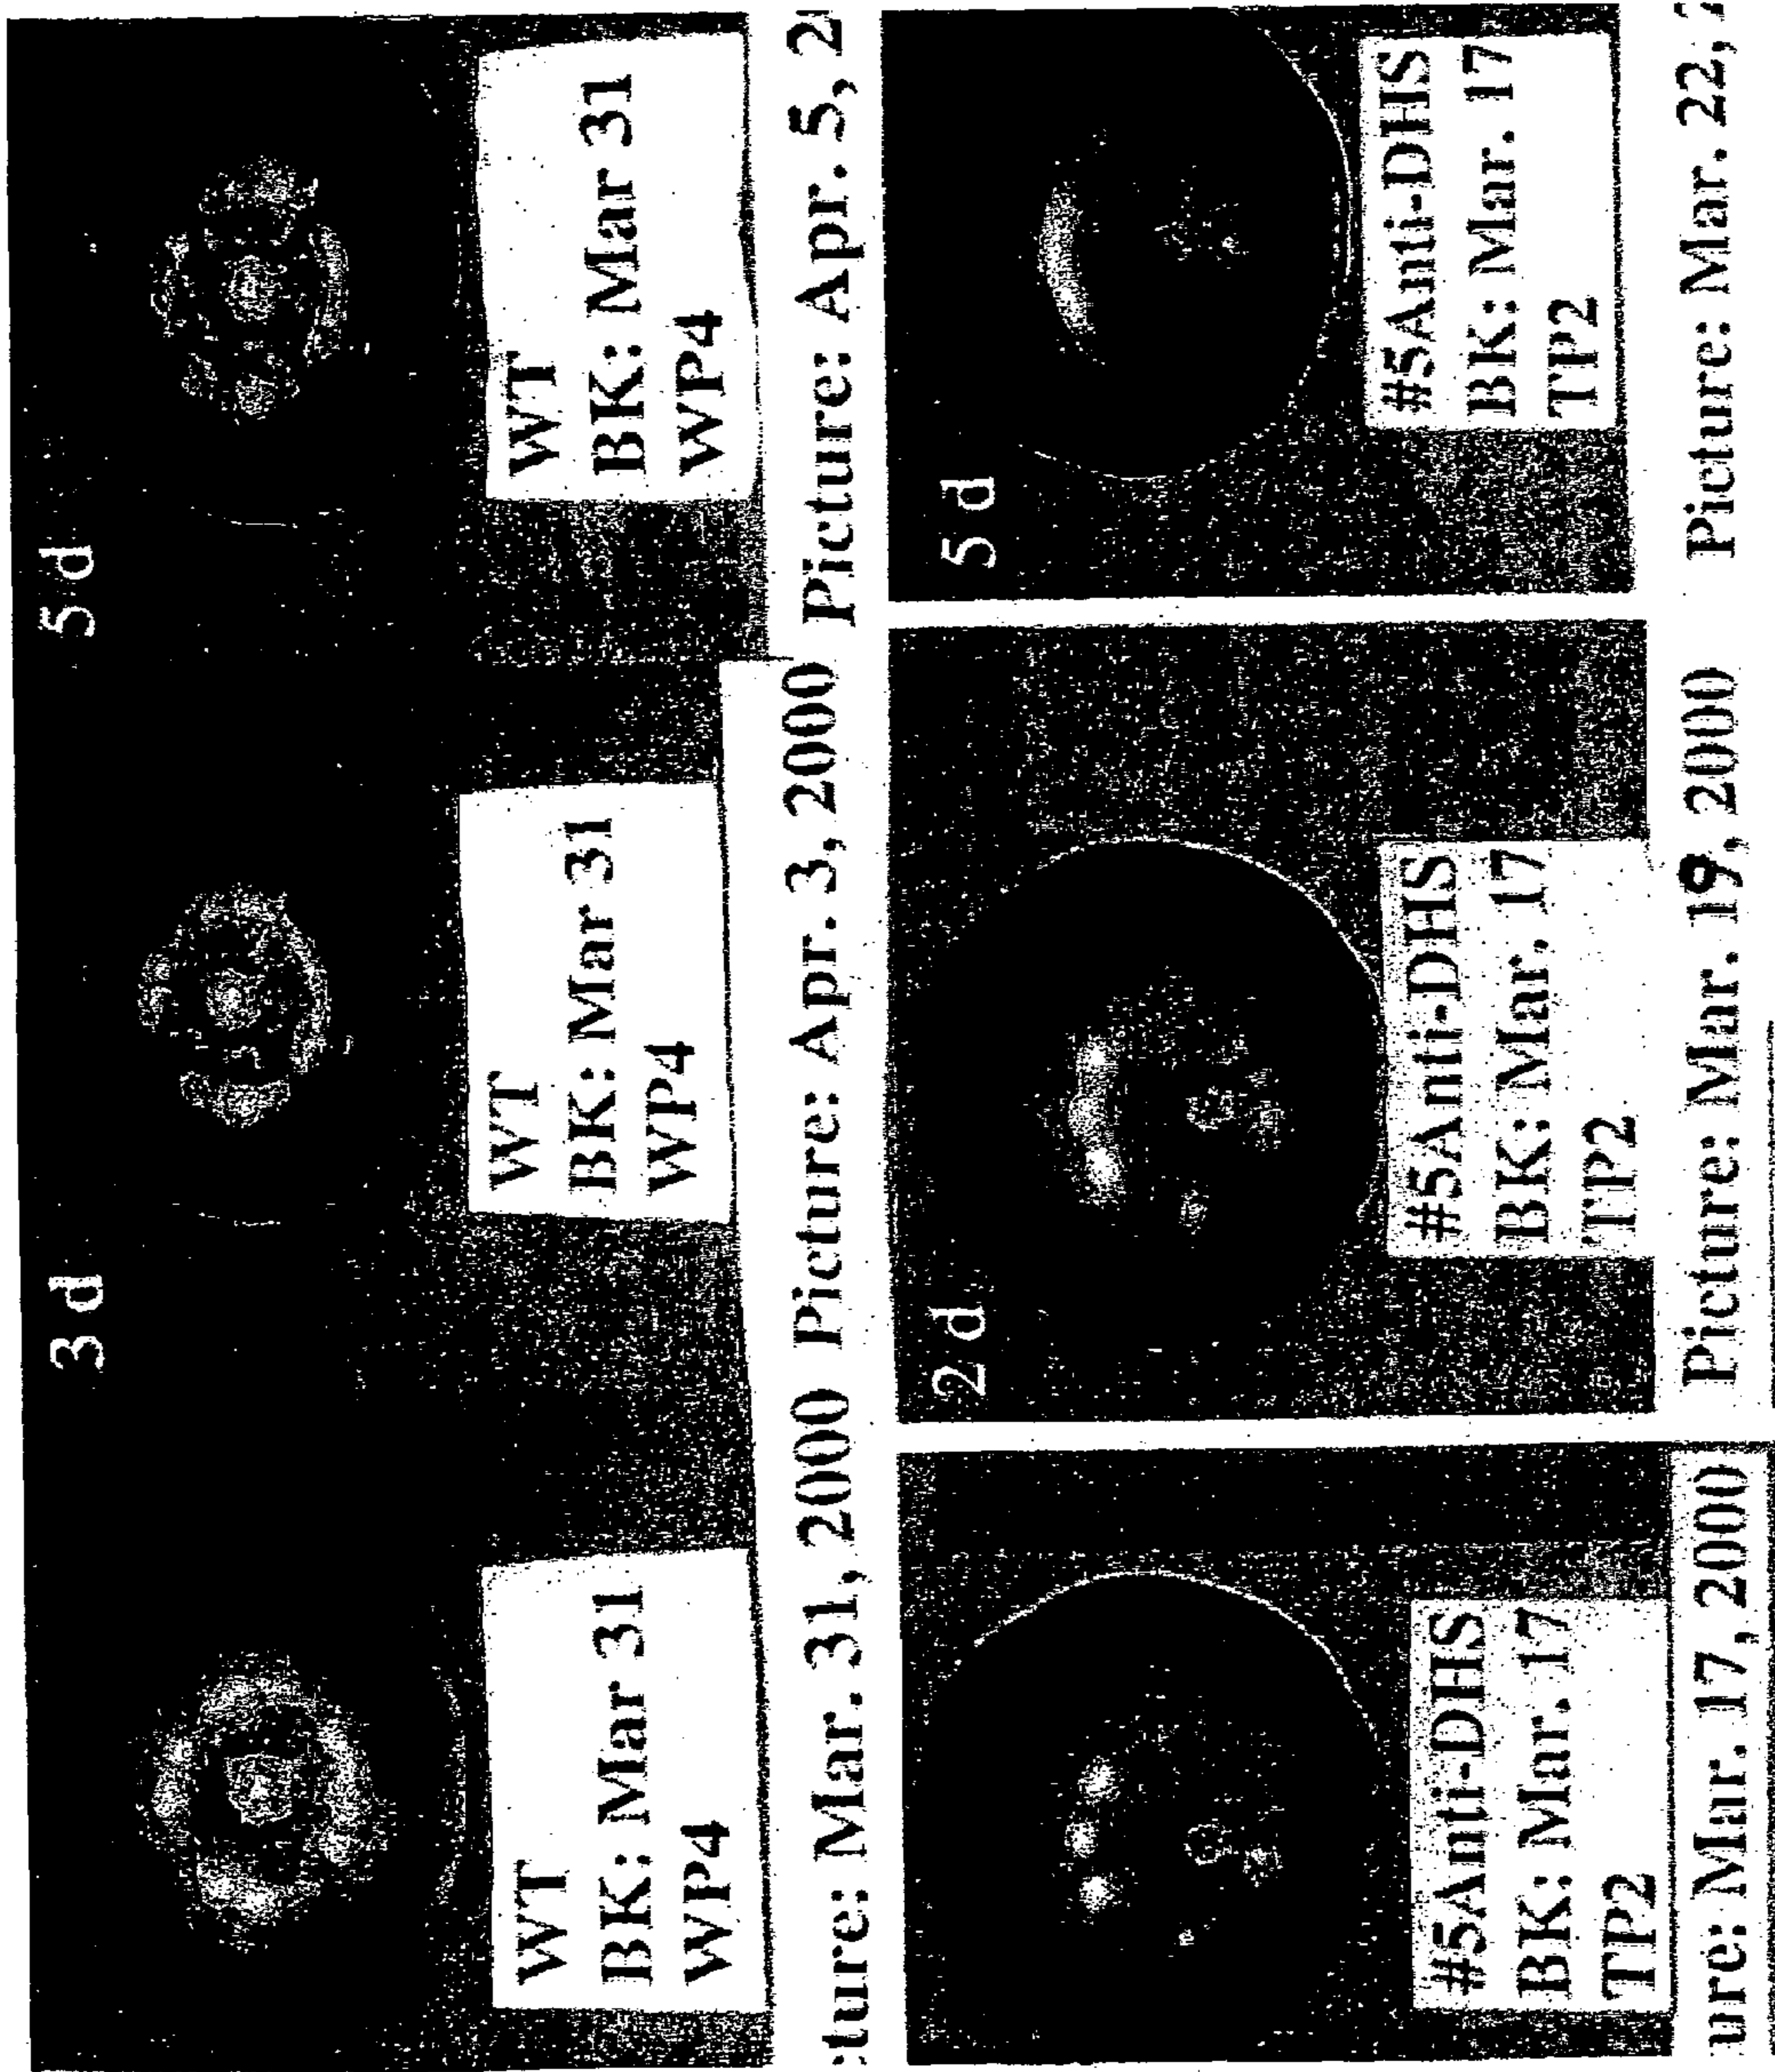 3 d
5 d
WT
BK: Mar 31
WP4
WT
BK: Mar 31
WP4
WT
BK: Mar 31
WP4
ture: Mar. 31, 2000
Picture: Apr. 3, 2000
Picture: Apr. 5, 2
2 d
5 d
#5Anti-DHS
BK: Mar. 17
TP2
#5Anti-DHS
BK: Mar. 17
TP2
#5Anti-DHS
BK: Mar. 17
TP2
ure: Mar. 17, 2000
Picture: Mar. 19, 2000
Picture: Mar. 22, 2